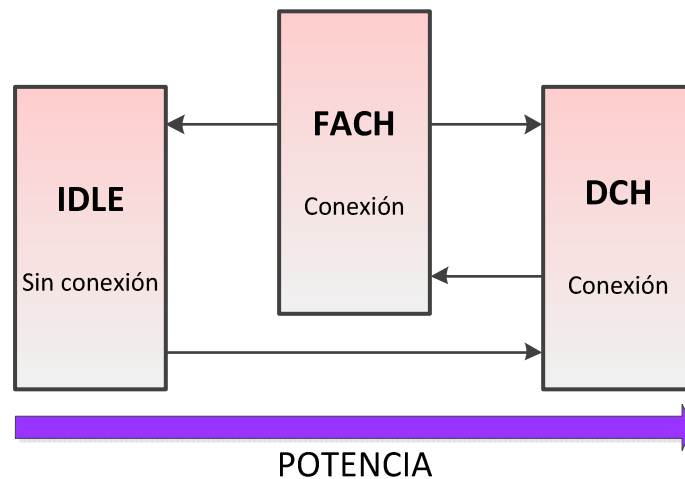 IDLE
Sin conexión
FACH
Conexión
DCH
Conexión
POTENCIA